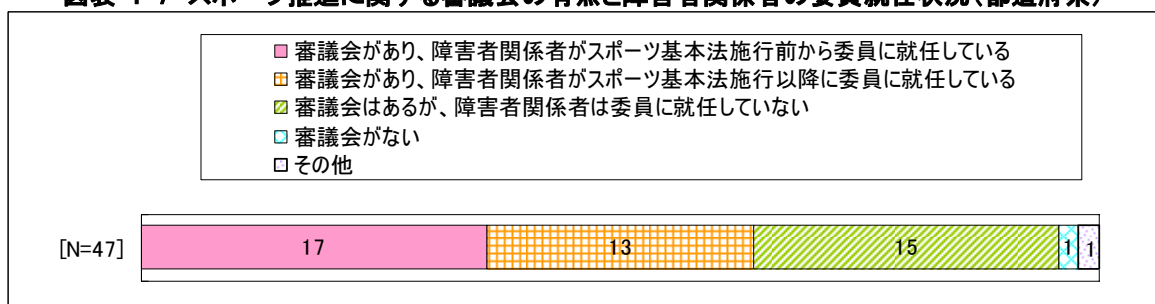 審議会があり、障害者関係者がスポーツ基本法施行前から委員に就任している
審議会があり、障害者関係者がスポーツ基本法施行以降に委員に就任している
審議会はあるが、障害者関係者は委員に就任していない
審議会がない
その他
[N=47] 17 13 15 1 1